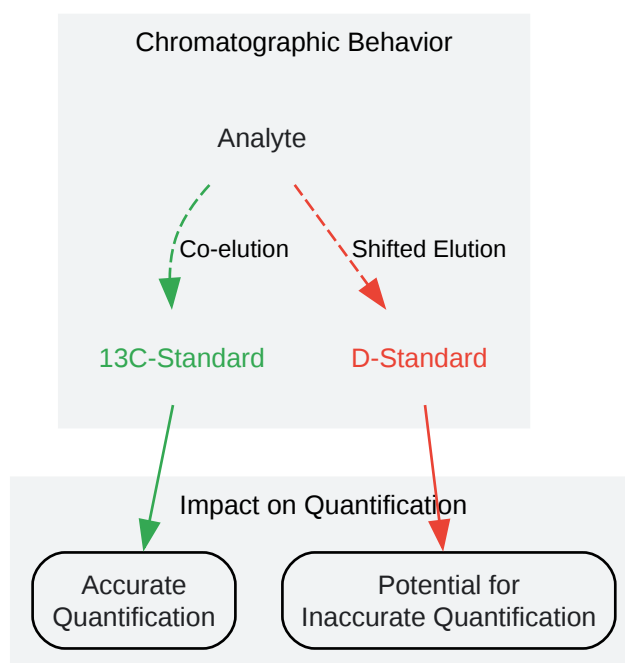 Chromatographic Behavior
Analyte
Co-elution
Shifted Elution
13C-Standard
D-Standard
Impact on Quantification
Accurate
Quantification
Potential for
Inaccurate Quantification